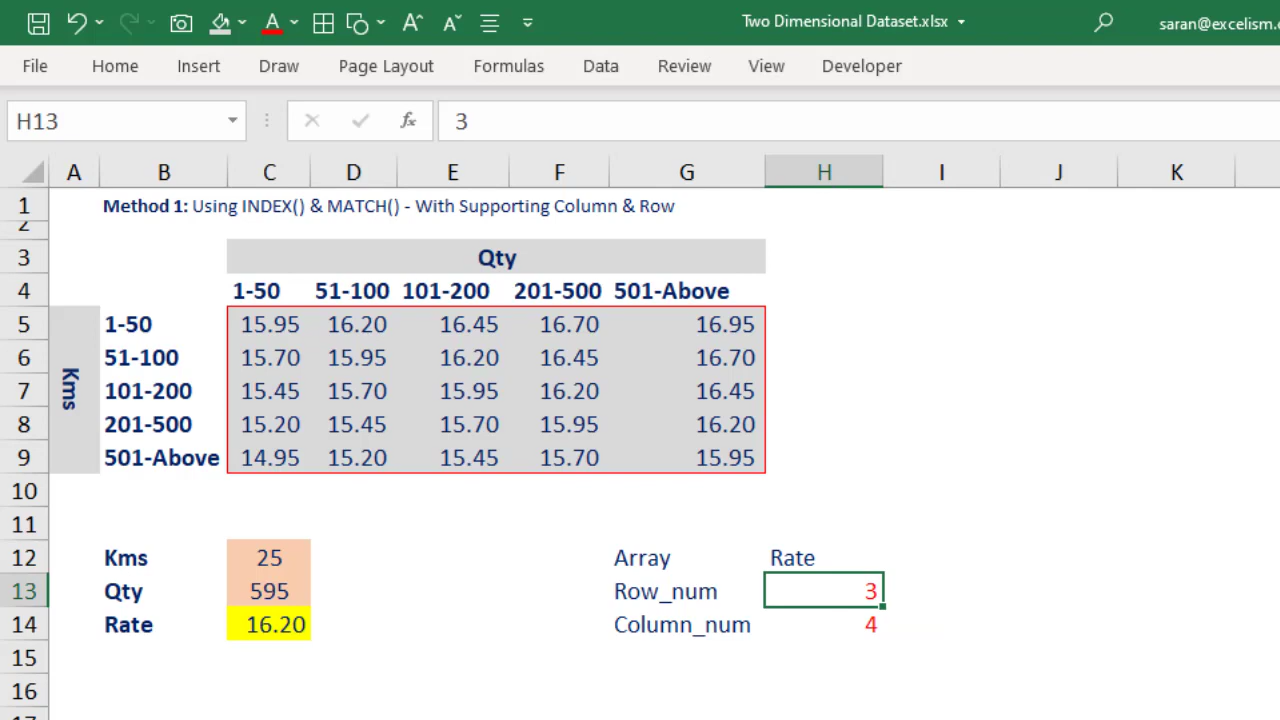 Two Dimensional Dataset.xlsx
saran@excelism.c
File Home Insert Draw Page Layout Formulas Data Review View Developer
H13 fx 3
A B C D E F G H I J K
1 Method 1: Using INDEX() & MATCH() - With Supporting Column & Row
2
3 Qty
4 1-50 51-100 101-200 201-500 501-Above
5 1-50 15.95 16.20 16.45 16.70 16.95
6 51-100 15.70 15.95 16.20 16.45 16.70
Kms
7 101-200 15.45 15.70 15.95 16.20 16.45
8 201-500 15.20 15.45 15.70 15.95 16.20
9 501-Above 14.95 15.20 15.45 15.70 15.95
10
11
12 Kms 25 Array Rate
13 Qty 595 Row_num 3
14 Rate 16.20 Column_num 4
15
16
17